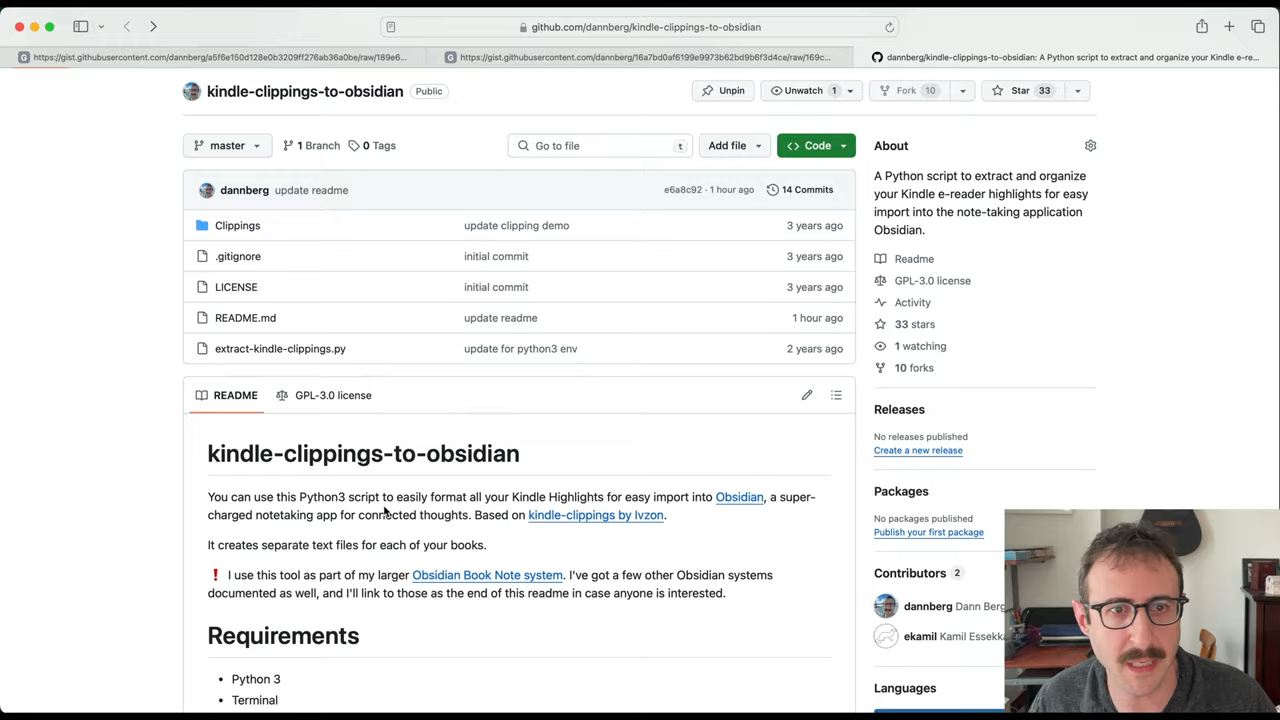 github.com/dannberg/kindle-clippings-to-obsidian
https://gist.githubusercontent.com/dannberg/a5f6e150d128e0b3209ff276ab36a0be/raw/189e6...
https://gist.githubusercontent.com/dannberg/16a7bd0af6199e9973b62bd9b6f3d4ce/raw/169c...
dannberg/kindle-clippings-to-obsidian: A Python script to extract and organize your Kindle e-re...
kindle-clippings-to-obsidian Public
Unpin
Unwatch 1
Fork 10
Star 33
master
1 Branch
0 Tags
Go to file t
Add file
<> Code
dannberg update readme e6a8c92 · 1 hour ago 14 Commits
Clippings update clipping demo 3 years ago
.gitignore initial commit 3 years ago
LICENSE initial commit 3 years ago
README.md update readme 1 hour ago
extract-kindle-clippings.py update for python3 env 2 years ago
README GPL-3.0 license
kindle-clippings-to-obsidian
You can use this Python3 script to easily format all your Kindle Highlights for easy import into Obsidian, a super-
charged notetaking app for connected thoughts. Based on kindle-clippings by lvzon.
It creates separate text files for each of your books.
❗ I use this tool as part of my larger Obsidian Book Note system. I've got a few other Obsidian systems
documented as well, and I'll link to those as the end of this readme in case anyone is interested.
Requirements
• Python 3
• Terminal
About
A Python script to extract and organize
your Kindle e-reader highlights for easy
import into the note-taking application
Obsidian.
Readme
GPL-3.0 license
Activity
33 stars
1 watching
10 forks
Releases
No releases published
Create a new release
Packages
No packages published
Publish your first package
Contributors 2
dannberg Dann Berg
ekamil Kamil Essekka
Languages